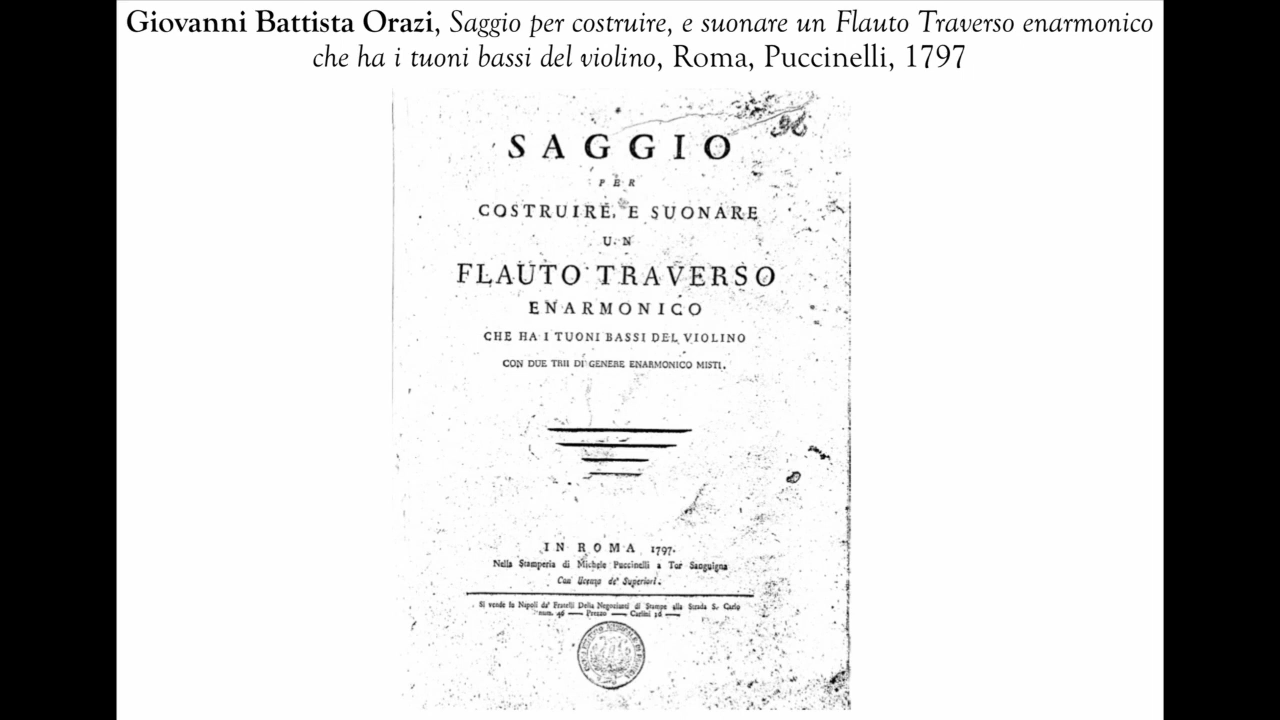 Giovanni Battista Orazi, Saggio per costruire, e suonare un Flauto Traverso enarmonico
che ha i tuoni bassi del violino, Roma, Puccinelli, 1797
96
SAGGIO
PER
COSTRUIRE, E SUONARE
UN
FLAUTO TRAVERSO
ENARMONICO
CHE HA I TUONI BASSI DEL VIOLINO
CON DUE TRII DI GENERE ENARMONICO MISTI.
IN ROMA 1797.
Nella Stamperia di Michele Puccinelli a Tor Sanguigna
Con licenza de' Superiori.
Si vende in Napoli da' Fratelli Della Negozianti di Stampe alla Strada S. Carlo
num. 46 — Prezzo — Carlini 16 —